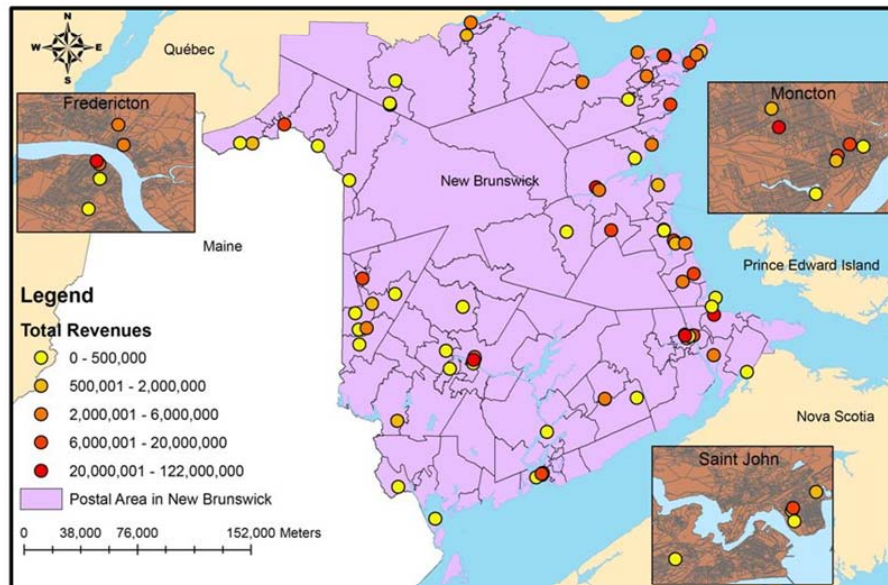 N
W E
S
Québec
Fredericton
Moncton
New Brunswick
Maine
Prince Edward Island
Legend
Total Revenues
0 - 500,000
500,001 - 2,000,000
2,000,001 - 6,000,000
6,000,001 - 20,000,000
20,000,001 - 122,000,000
Postal Area in New Brunswick
Nova Scotia
Saint John
0 38,000 76,000 152,000 Meters